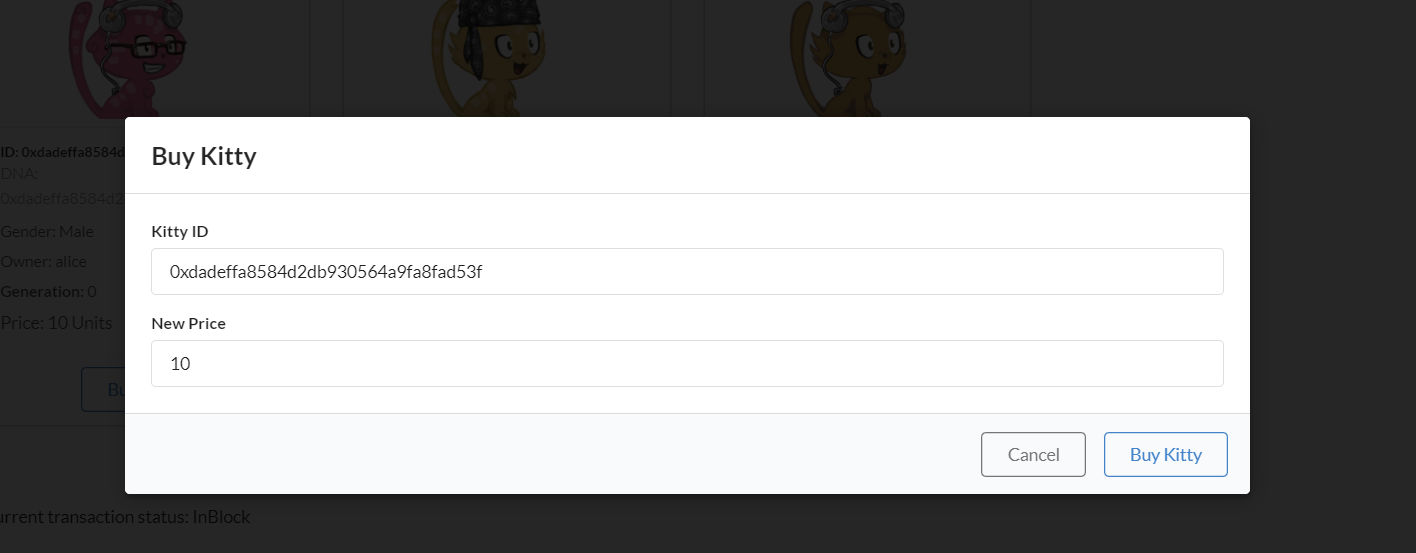 ID: 0xdadeffa8584d
DNA:
0xdadeffa8584d2
Gender: Male
Owner: alice
Generation: 0
Price: 10 Units
Bu
Buy Kitty
Kitty ID
0xdadeffa8584d2db930564a9fa8fad53f
New Price
10
Cancel
Buy Kitty
urrent transaction status: InBlock